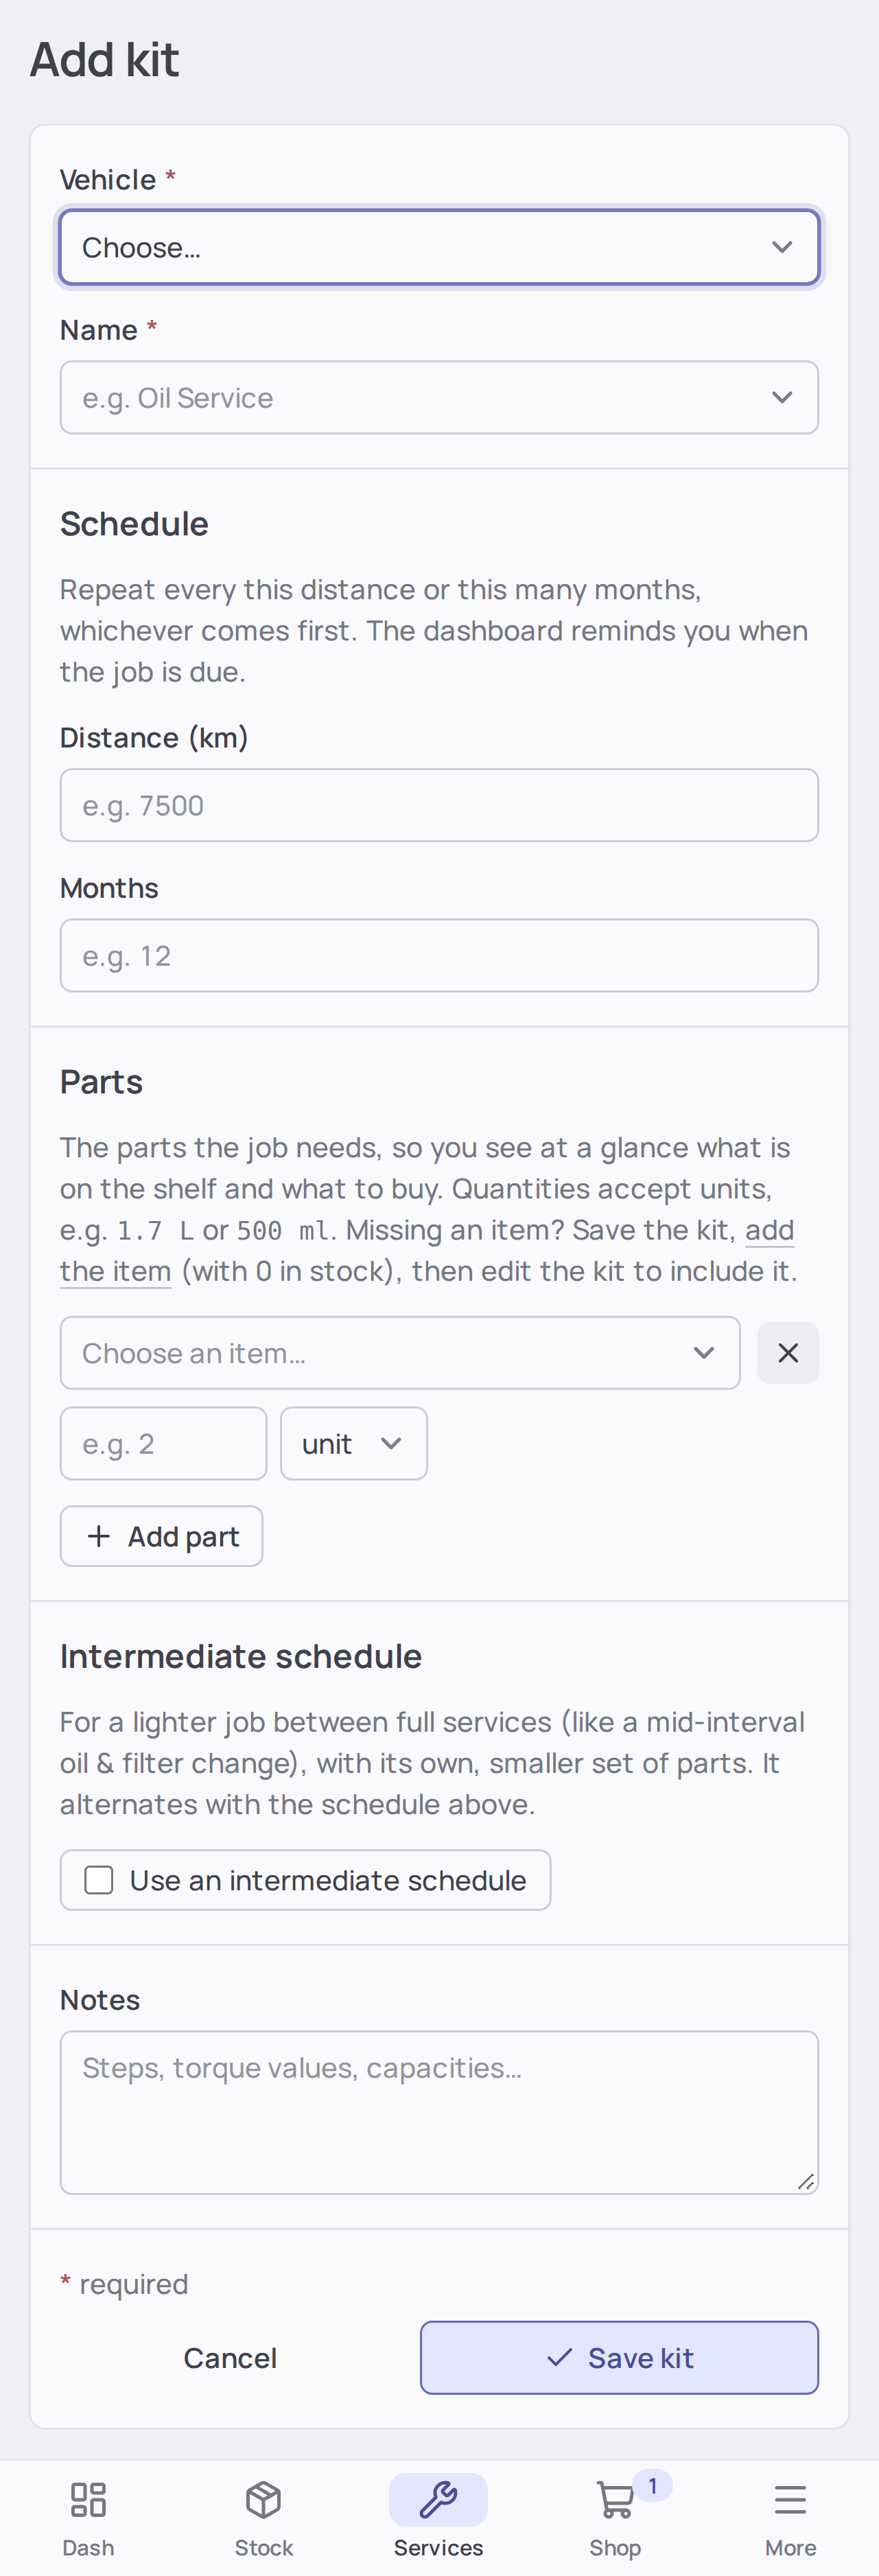 Add kit
Vehicle *
Choose...
Name *
e.g. Oil Service
Schedule
Repeat every this distance or this many months,
whichever comes first. The dashboard reminds you when
the job is due.
Distance (km)
e.g. 7500
Months
e.g. 12
Parts
The parts the job needs, so you see at a glance what is
on the shelf and what to buy. Quantities accept units,
e.g. 1.7 L or 500 ml. Missing an item? Save the kit, add
the item (with 0 in stock), then edit the kit to include it.
Choose an item...
e.g. 2
unit
Add part
Intermediate schedule
For a lighter job between full services (like a mid-interval
oil & filter change), with its own, smaller set of parts. It
alternates with the schedule above.
Use an intermediate schedule
Notes
Steps, torque values, capacities...
* required
Cancel
Save kit
1
Dash
Stock
Services
Shop
More